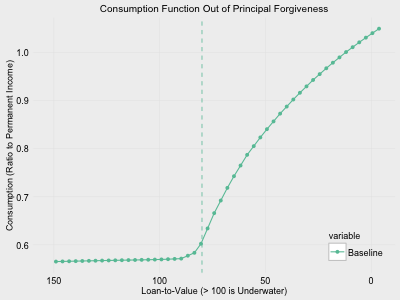 Consumption Function Out of Principal Forgiveness
Consumption (Ratio to Permanent Income)
1.0
0.9
0.8
0.7
0.6
150
100
50
0
Loan-to-Value (> 100 is Underwater)
variable
Baseline